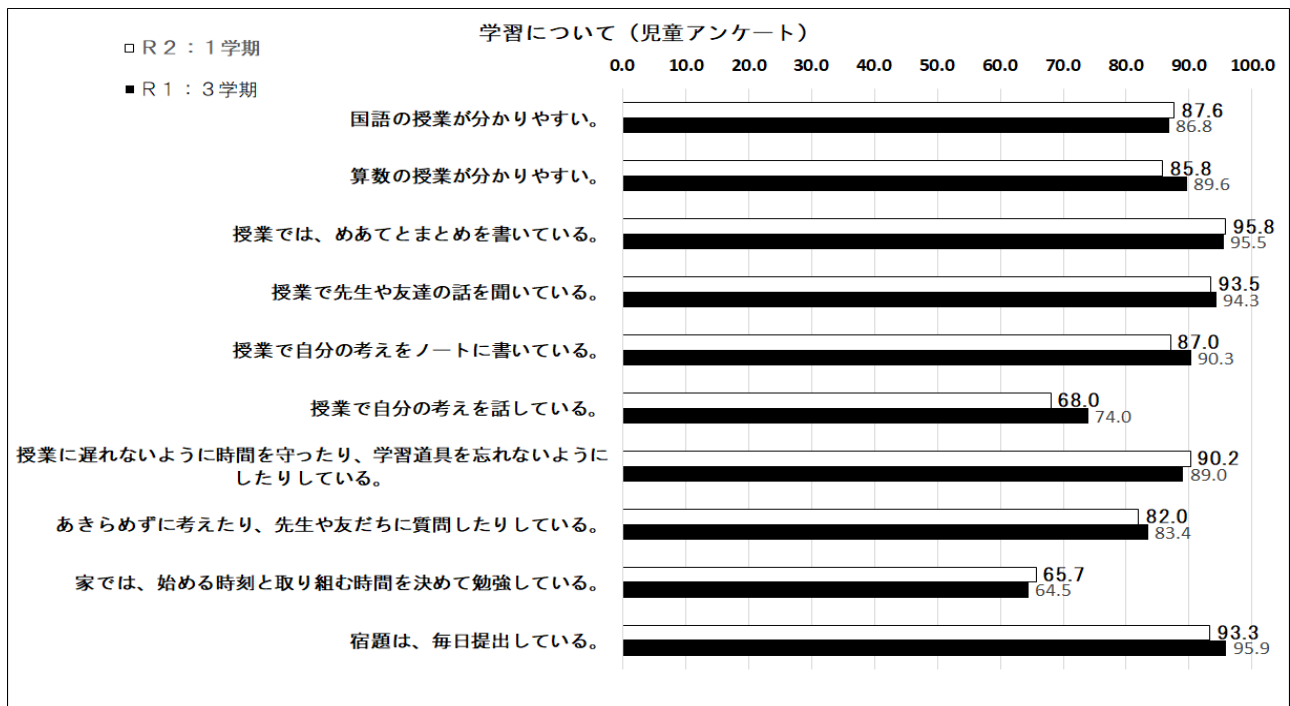 学習について（児童アンケート）
□Ｒ２：１学期
■Ｒ１：３学期
0.0 10.0 20.0 30.0 40.0 50.0 60.0 70.0 80.0 90.0 100.0
国語の授業が分かりやすい。
87.6
86.8
算数の授業が分かりやすい。
85.8
89.6
授業では、めあてとまとめを書いている。
95.8
95.5
授業で先生や友達の話を聞いている。
93.5
94.3
授業で自分の考えをノートに書いている。
87.0
90.3
授業で自分の考えを話している。
68.0
74.0
授業に遅れないように時間を守ったり、学習道具を忘れないように
したりしている。
90.2
89.0
あきらめずに考えたり、先生や友だちに質問したりしている。
82.0
83.4
家では、始める時刻と取り組む時間を決めて勉強している。
65.7
64.5
宿題は、毎日提出している。
93.3
95.9